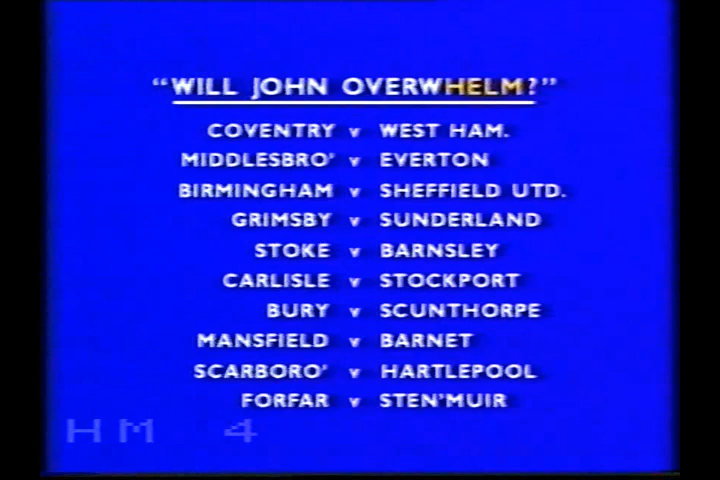 “WILL JOHN OVERWHELM?”
COVENTRY v WEST HAM.
MIDDLESBRO’ v EVERTON
BIRMINGHAM v SHEFFIELD UTD.
GRIMSBY v SUNDERLAND
STOKE v BARNSLEY
CARLISLE v STOCKPORT
BURY v SCUNTHORPE
MANSFIELD v BARNET
SCARBORO’ v HARTLEPOOL
FORFAR v STEN’MUIR
HM 4